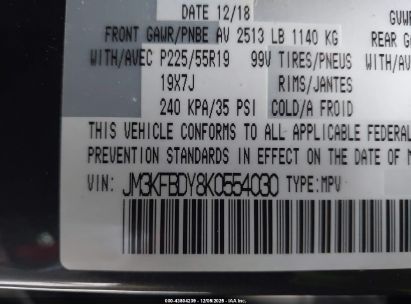 DATE 12/18 GVW
FRONT GAWR/PNBE AV 2513 LB 1140 KG REAR G
WITH/AVEC P225/55R19 99V TIRES/PNEUS WITH/AV
19X7J RIMS/JANTES
240 KPA/35 PSI COLD/A FROID
THIS VEHICLE CONFORMS TO ALL APPLICABLE FEDERAL
PREVENTION STANDARDS IN EFFECT ON THE DATE OF M
VIN: JM3KFBDY8K0554030 TYPE: MPV